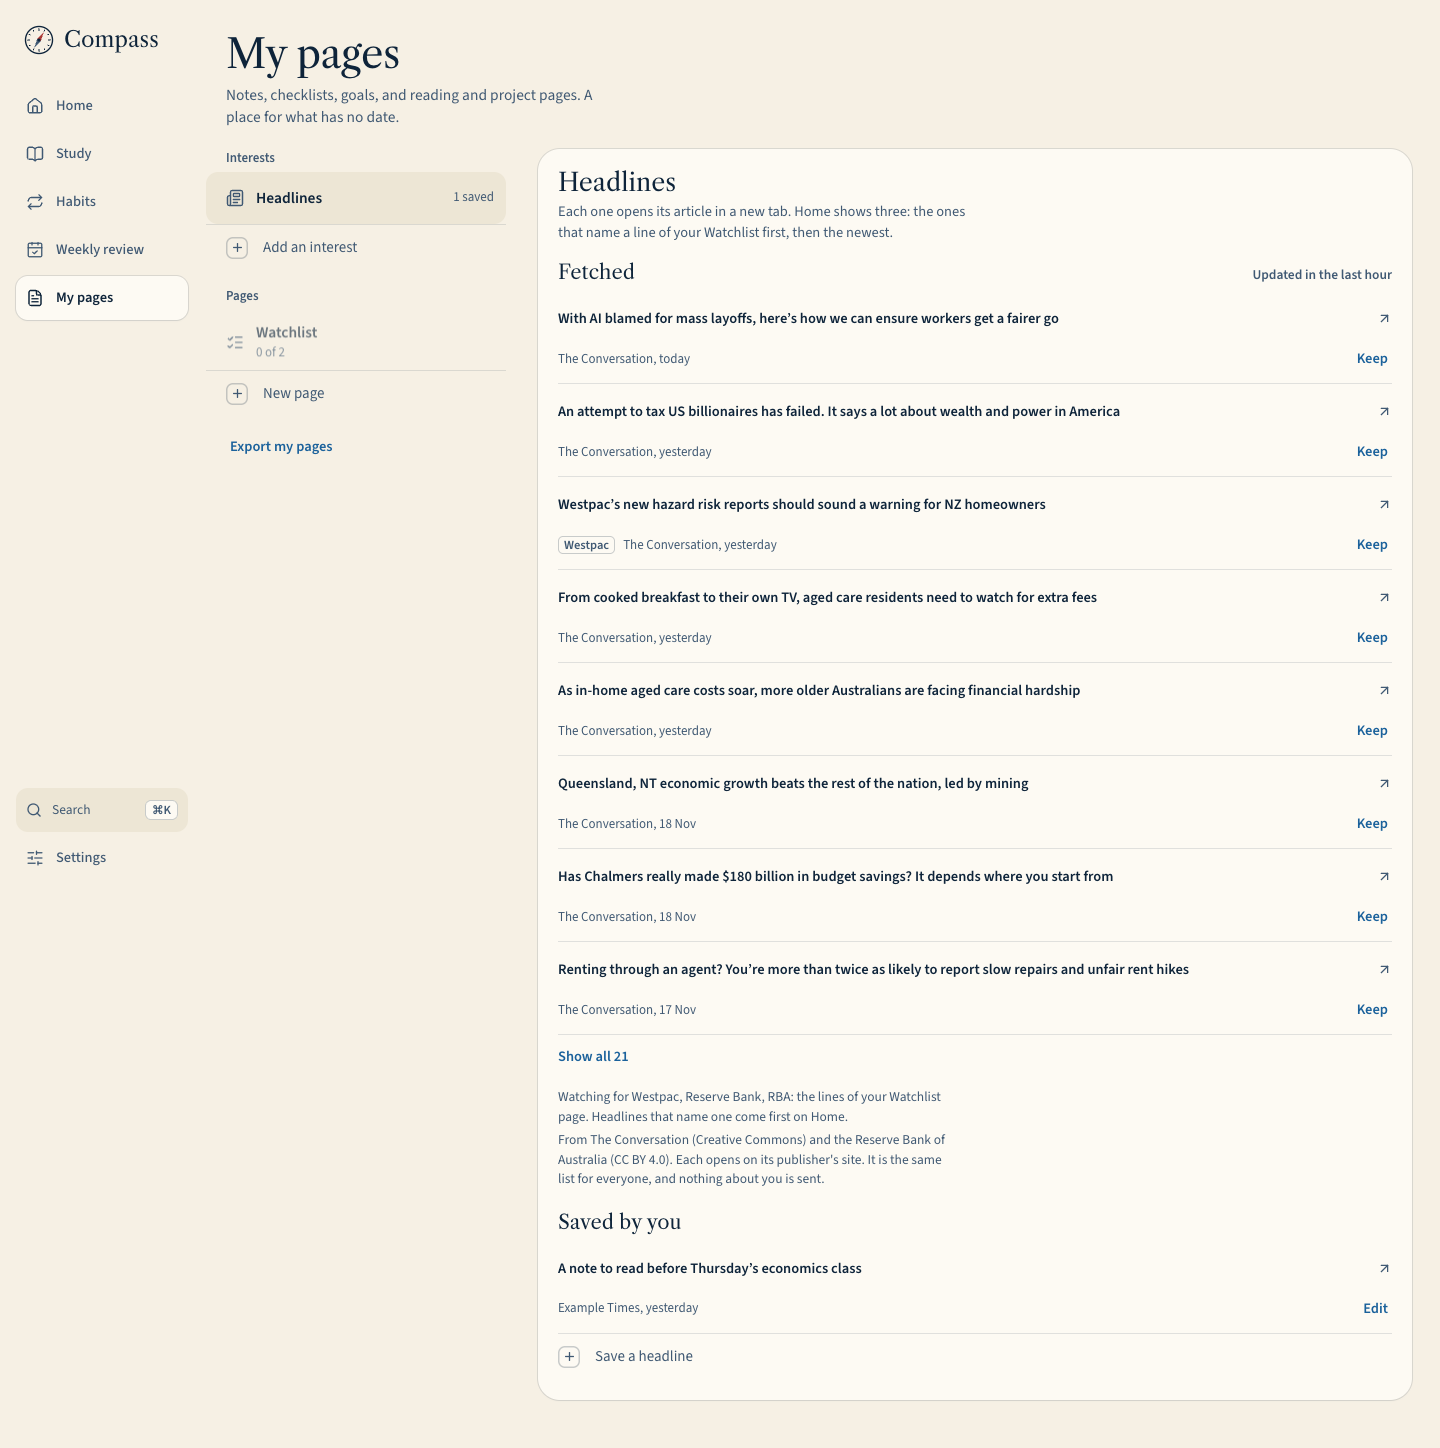 Compass
Home
Study
Habits
Weekly review
My pages
Search
⌘K
Settings
My pages
Notes, checklists, goals, and reading and project pages. A
place for what has no date.
Interests
Headlines
1 saved
Add an interest
Pages
Watchlist
0 of 2
New page
Export my pages
Headlines
Each one opens its article in a new tab. Home shows three: the ones
that name a line of your Watchlist first, then the newest.
Fetched
Updated in the last hour
With AI blamed for mass layoffs, here’s how we can ensure workers get a fairer go
The Conversation, today
Keep
An attempt to tax US billionaires has failed. It says a lot about wealth and power in America
The Conversation, yesterday
Keep
Westpac’s new hazard risk reports should sound a warning for NZ homeowners
Westpac
The Conversation, yesterday
Keep
From cooked breakfast to their own TV, aged care residents need to watch for extra fees
The Conversation, yesterday
Keep
As in-home aged care costs soar, more older Australians are facing financial hardship
The Conversation, yesterday
Keep
Queensland, NT economic growth beats the rest of the nation, led by mining
The Conversation, 18 Nov
Keep
Has Chalmers really made $180 billion in budget savings? It depends where you start from
The Conversation, 18 Nov
Keep
Renting through an agent? You’re more than twice as likely to report slow repairs and unfair rent hikes
The Conversation, 17 Nov
Keep
Show all 21
Watching for Westpac, Reserve Bank, RBA: the lines of your Watchlist
page. Headlines that name one come first on Home.
From The Conversation (Creative Commons) and the Reserve Bank of
Australia (CC BY 4.0). Each opens on its publisher's site. It is the same
list for everyone, and nothing about you is sent.
Saved by you
A note to read before Thursday’s economics class
Example Times, yesterday
Edit
Save a headline